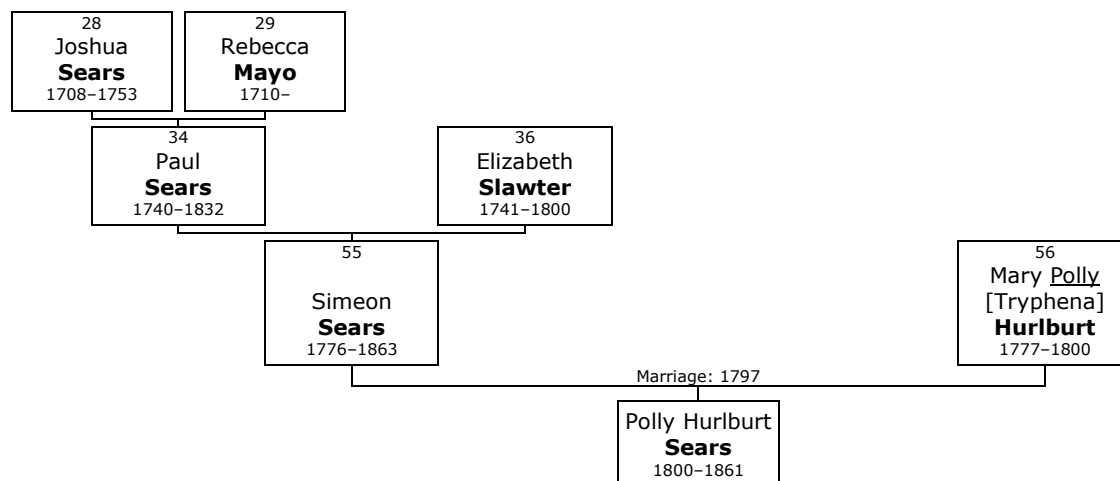 28
Joshua
Sears
1708–1753
29
Rebecca
Mayo
1710–
34
Paul
Sears
1740–1832
36
Elizabeth
Slawter
1741–1800
55
Simeon
Sears
1776–1863
56
Mary Polly
[Tryphena]
Hurlburt
1777–1800
Marriage: 1797
Polly Hurlburt
Sears
1800–1861